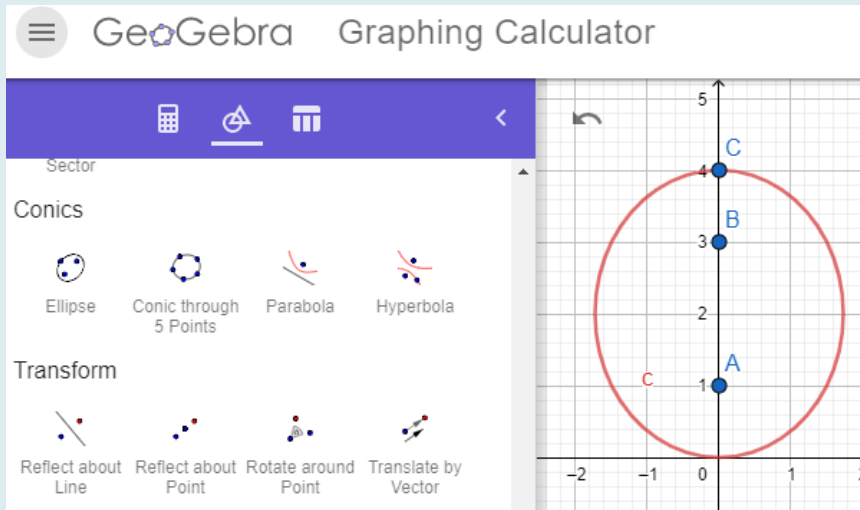 GeoGebra Graphing Calculator
Sector
Conics
Ellipse
Conic through
5 Points
Parabola
Hyperbola
Transform
Reflect about
Line
Reflect about
Point
Rotate around
Point
Translate by
Vector
5
C
4
B
3
2
A
c
1
−2 −1 0 1